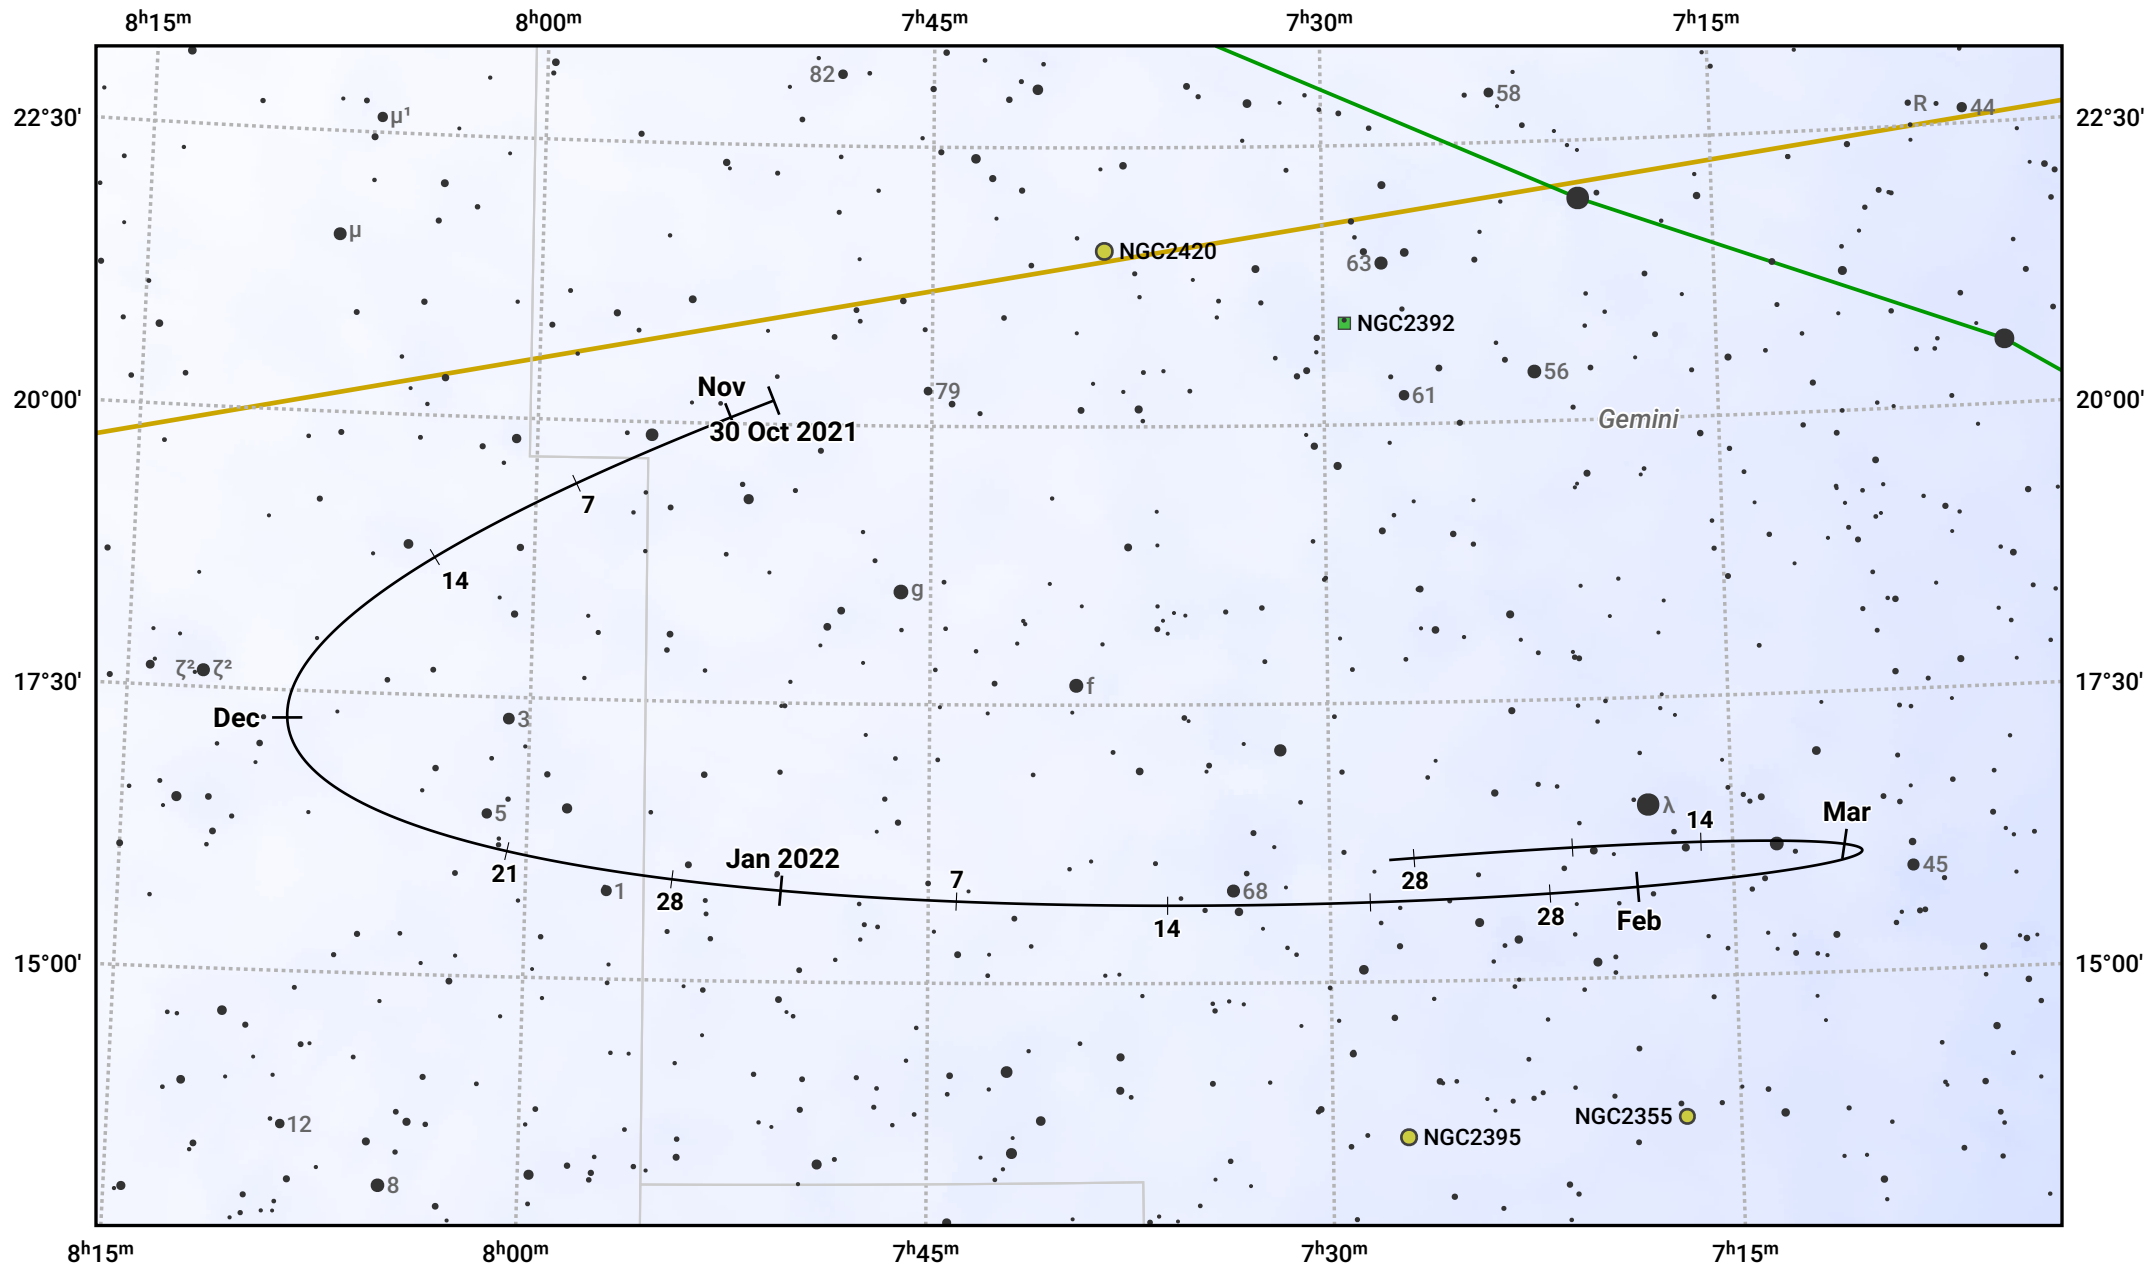 8ʰ15ᵐ 8ʰ00ᵐ 7ʰ45ᵐ 7ʰ30ᵐ 7ʰ15ᵐ
82
58
R 44
22°30' μ¹ 22°30'
μ
NGC2420
63
NGC2392
56
Nov 79 61
20°00' 20°00'
Gemini
30 Oct 2021
7
14
g
ζ² ζ²
17°30' f 17°30'
Dec 3
λ
5 14 Mar
Jan 2022
45
21 7 28
1 28 68
28 Feb
14
15°00' 15°00'
NGC2355
12
NGC2395
8
8ʰ15ᵐ 8ʰ00ᵐ 7ʰ45ᵐ 7ʰ30ᵐ 7ʰ15ᵐ